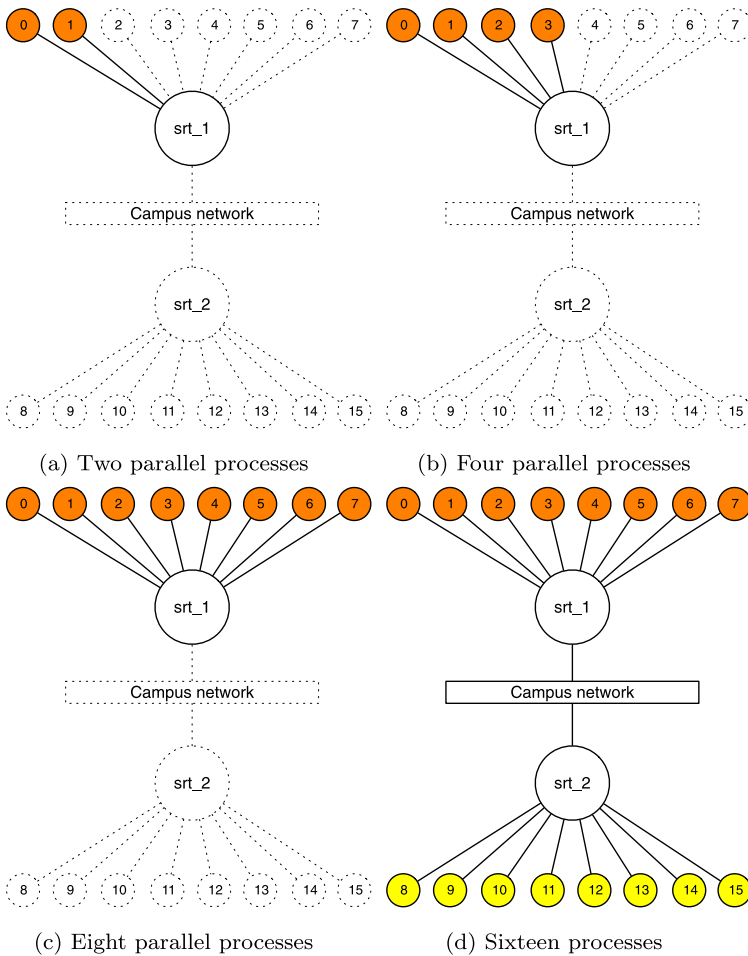 0 1 2 3 4 5 6 7
srt_1
Campus network
srt_2
8 9 10 11 12 13 14 15
(a) Two parallel processes
0 1 2 3 4 5 6 7
srt_1
Campus network
srt_2
8 9 10 11 12 13 14 15
(b) Four parallel processes
0 1 2 3 4 5 6 7
srt_1
Campus network
srt_2
8 9 10 11 12 13 14 15
(c) Eight parallel processes
0 1 2 3 4 5 6 7
srt_1
Campus network
srt_2
8 9 10 11 12 13 14 15
(d) Sixteen processes